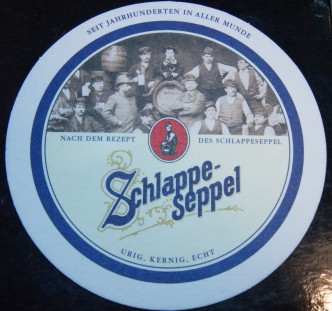 SEIT JAHRHUNDERTEN IN ALLER MUNDE
NACH DEM REZEPT
DES SCHLAPPESEPPEL
Schlappe-
Seppel
URIG, KERNIG, ECHT